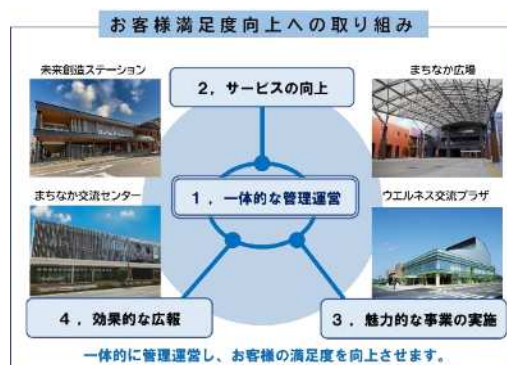 お客様満足度向上への取り組み
未来創造ステーション
まちなか広場
2，サービスの向上
1，一体的な管理運営
まちなか交流センター
ウエルネス交流プラザ
4，効果的な広報
3，魅力的な事業の実施
一体的に管理運営し、お客様の満足度を向上させます。